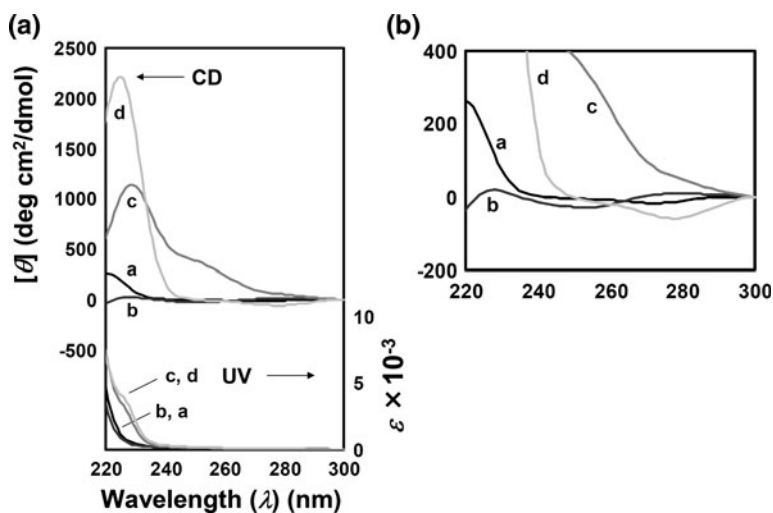 (a)
2500
2000
1500
1000
500
0
-500
[θ] (deg cm²/dmol)
CD
d
c
a
b
10
5
0
ε × 10⁻³
c, d
UV
b, a
220 240 260 280 300
Wavelength (λ) (nm)
(b)
400
200
0
-200
d
c
a
b
220 240 260 280 300